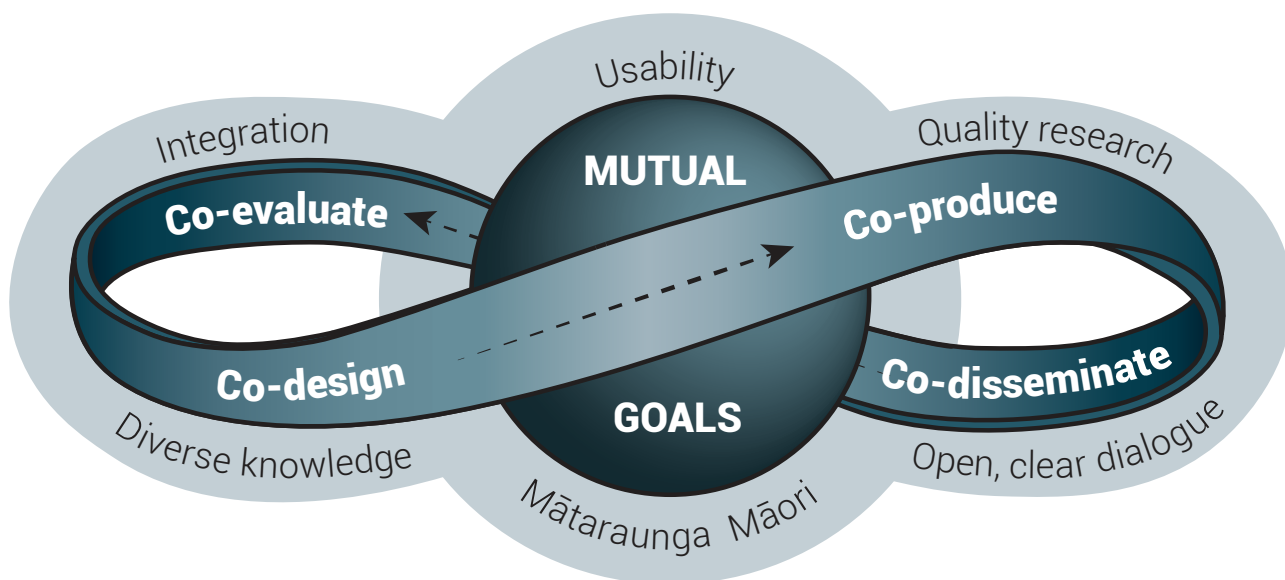 Usability
Integration
Quality research
MUTUAL
Co-evaluate
Co-produce
Co-design
Co-disseminate
GOALS
Diverse knowledge
Open, clear dialogue
Mātaraunga Māori